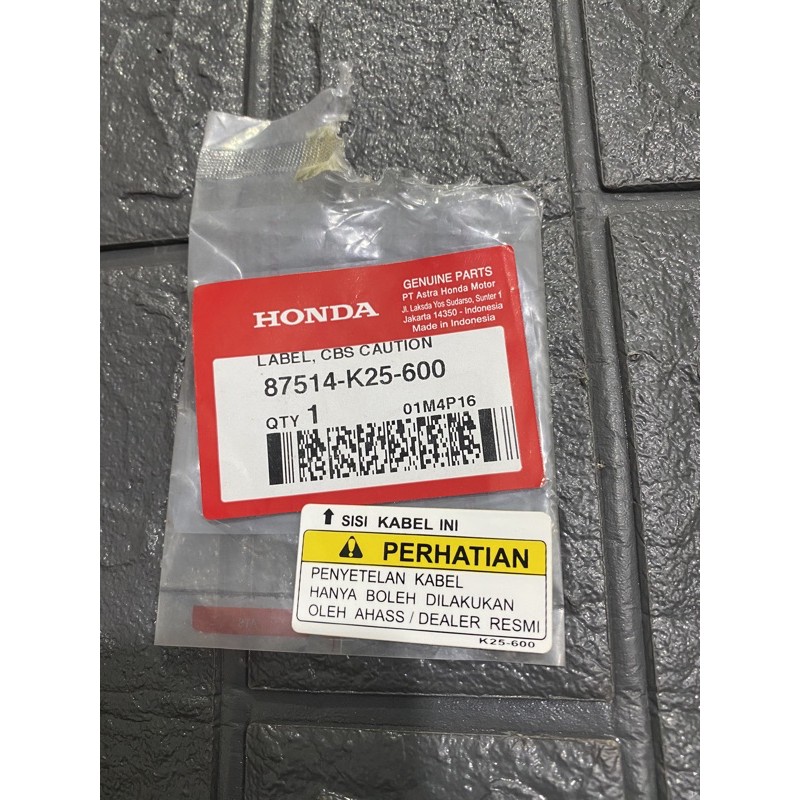 HONDA
GENUINE PARTS
PT Astra Honda Motor
Jl. Laksda Yos Sudarso, Sunter 1
Jakarta 14350 - Indonesia
Made in Indonesia
LABEL, CBS CAUTION
87514-K25-600
QTY 1
01M4P16
↑ SISI KABEL INI
PERHATIAN
PENYETELAN KABEL
HANYA BOLEH DILAKUKAN
OLEH AHASS / DEALER RESMI
K25-600